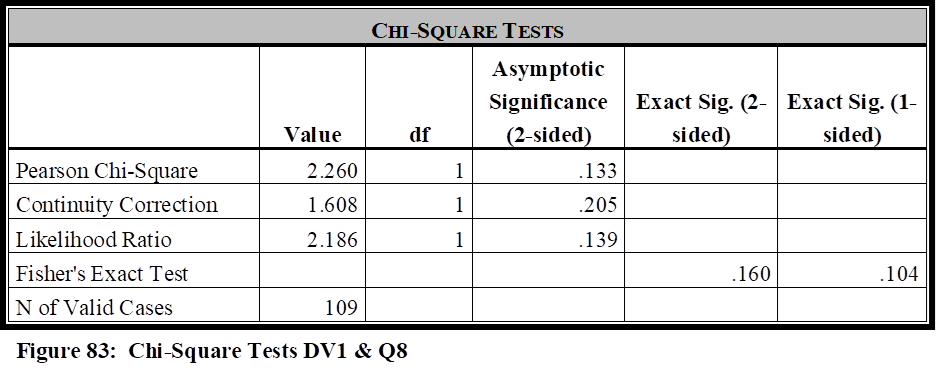 CHI-SQUARE TESTS
Value df Asymptotic Significance (2-sided) Exact Sig. (2-sided) Exact Sig. (1-sided)
Pearson Chi-Square 2.260 1 .133
Continuity Correction 1.608 1 .205
Likelihood Ratio 2.186 1 .139
Fisher's Exact Test .160 .104
N of Valid Cases 109
Figure 83: Chi-Square Tests DV1 & Q8